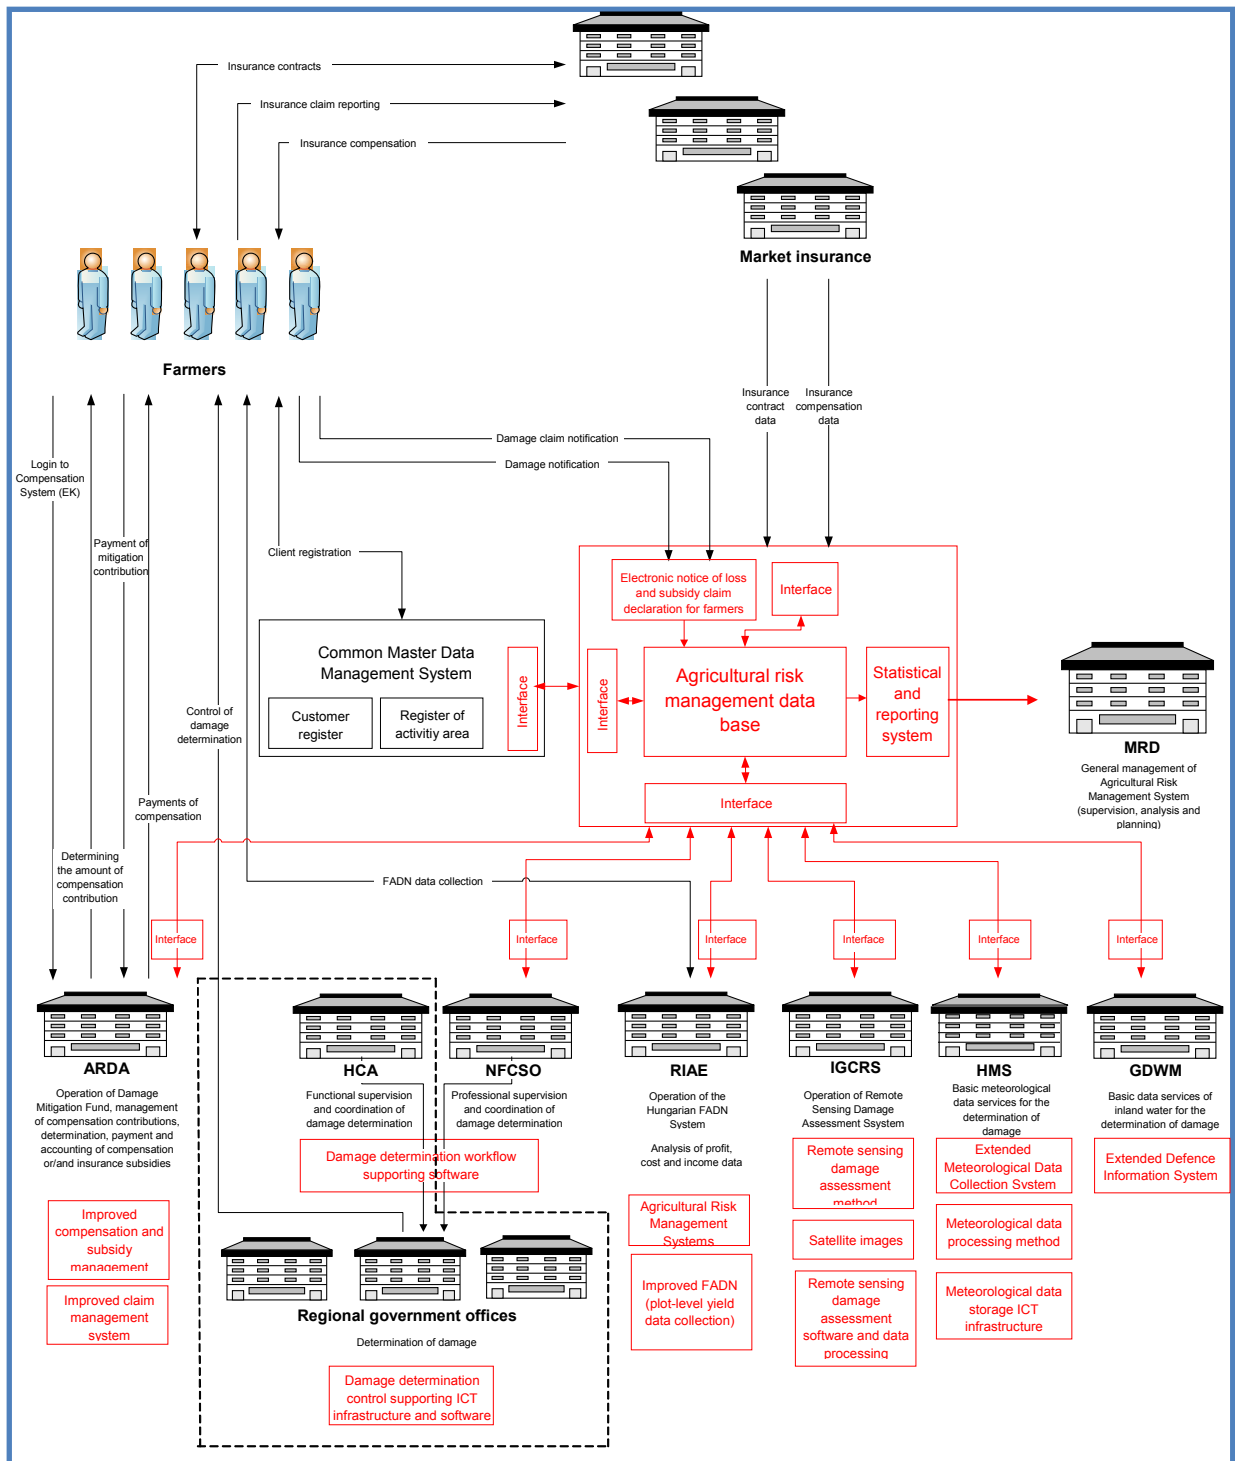 Insurance contracts
Insurance claim reporting
Insurance compensation
Market insurance
Farmers
Insurance
contract
data
Insurance
compensation
data
Damage claim notification
Damage notification
Login to
Compensation
System (EK)
Payment of
mitigation
contribution
Client registration
Electronic notice of loss
and subsidy claim
declaration for farmers
Interface
Common Master Data
Management System
Customer
register
Register of
activitiy area
Interface
Interface
Agricultural risk
management data
base
Statistical
and
reporting
system
Interface
MRD
General management of
Agricultural Risk
Management System
(supervision, analysis and
planning)
Control of
damage
determination
Payments of
compensation
Determining
the amount of
compensation
contribution
FADN data collection
Interface
Interface
Interface
Interface
Interface
Interface
ARDA
Operation of Damage
Mitigation Fund, management
of compensation contributions,
determination, payment and
accounting of compensation
or/and insurance subsidies
Improved
compensation and
subsidy
management
Improved claim
management
system
HCA
Functional supervision
and coordination of
damage determination
NFCSO
Professional supervision
and coordination of
damage determination
Damage determination workflow
supporting software
Regional government offices
Determination of damage
Damage determination
control supporting ICT
infrastructure and software
RIAE
Operation of the
Hungarian FADN
System
Analysis of profit,
cost and income data
Agricultural Risk
Management
Systems
Improved FADN
(plot-level yield
data collection)
IGCRS
Operation of Remote
Sensing Damage
Assessment Ssystem
Remote sensing
damage
assessment
method
Satellite images
Remote sensing
damage
assessment
software and data
processing
HMS
Basic meteorological
data services for the
determination of
damage
Extended
Meteorological Data
Collection System
Meteorological data
processing method
Meteorological data
storage ICT
infrastructure
GDWM
Basic data services of
inland water for the
determination of damage
Extended Defence
Information System